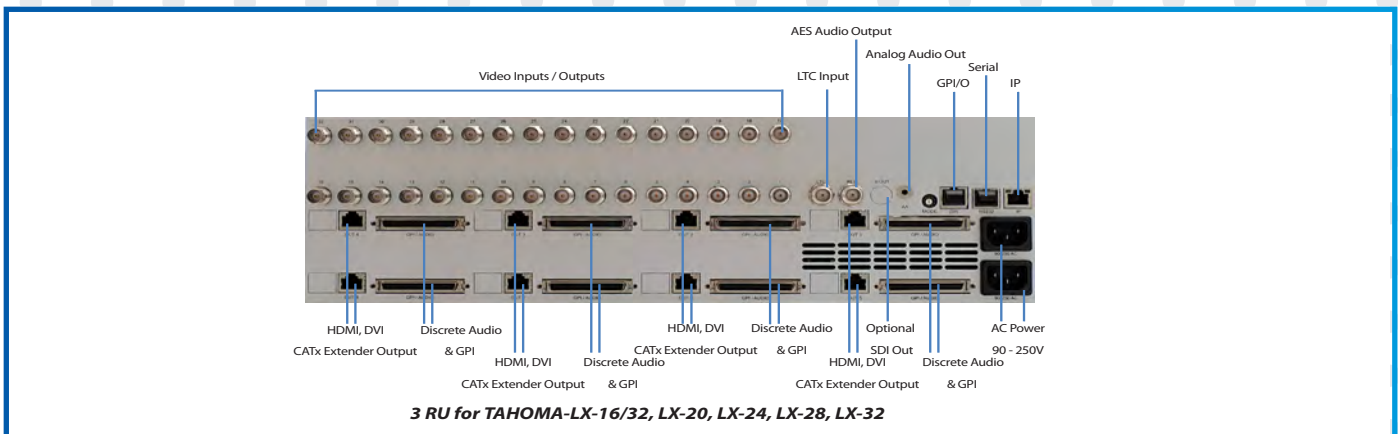 AES Audio Output
Analog Audio Out
Serial
Video Inputs / Outputs
LTC Input
GPI/O
IP
HDMI, DVI
CATx Extender Output
Discrete Audio
& GPI
HDMI, DVI
CATx Extender Output
Discrete Audio
& GPI
HDMI, DVI
CATx Extender Output
Discrete Audio
& GPI
HDMI, DVI
CATx Extender Output
Optional
SDI Out
Discrete Audio
& GPI
AC Power
90 - 250V
3 RU for TAHOMA-LX-16/32, LX-20, LX-24, LX-28, LX-32